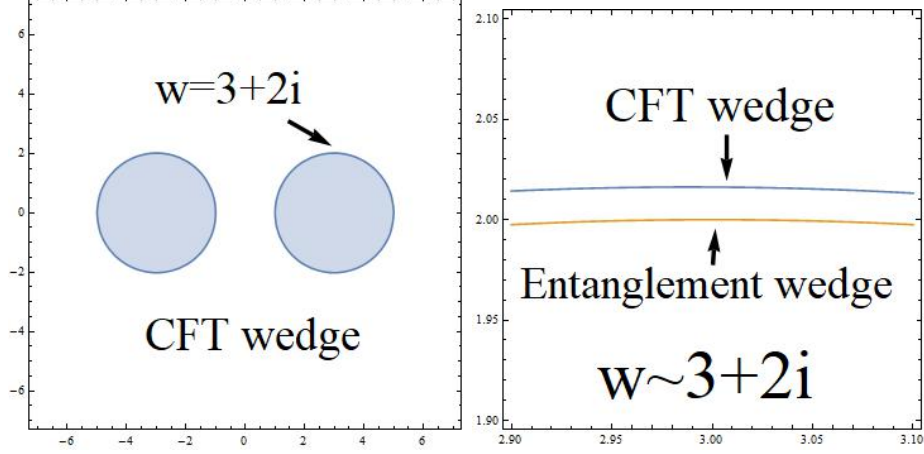 6
4
2
0
−2
−4
−6
−6 −4 −2 0 2 4 6
w=3+2i
CFT wedge
2.10
2.05
2.00
1.95
1.90
2.90 2.95 3.00 3.05 3.10
CFT wedge
Entanglement wedge
w~3+2i